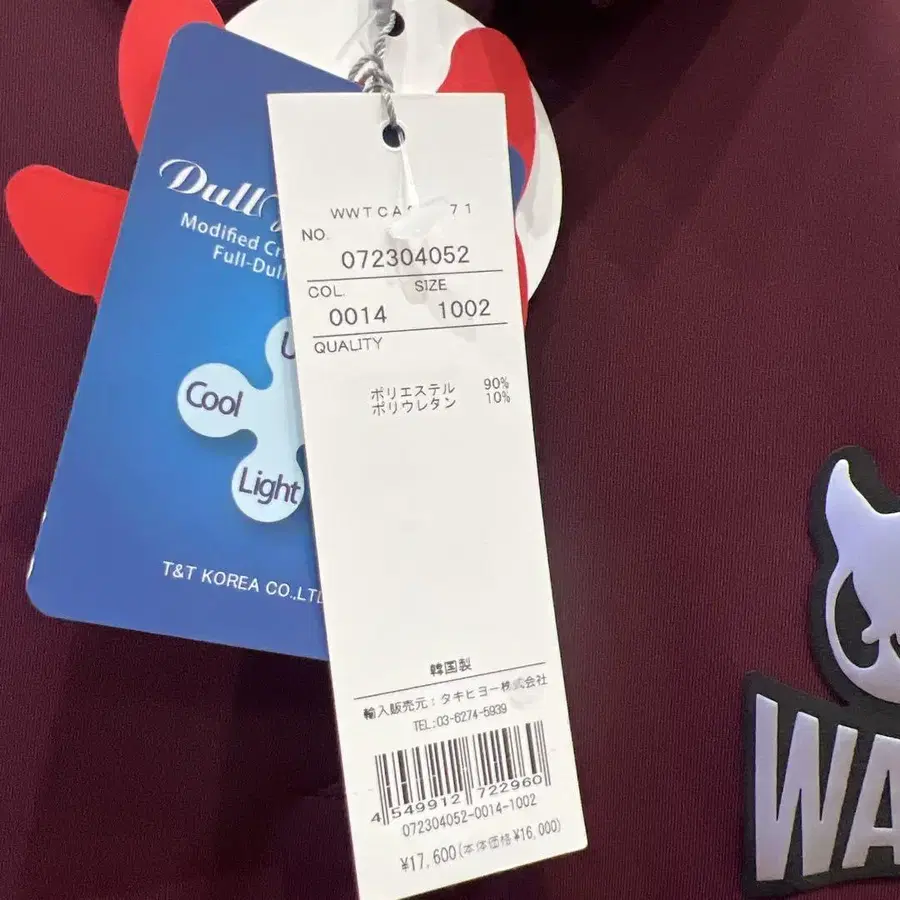 Dull
Modified
Full-Dull
Cool
Light
T&T KOREA CO.,LTD
NO.
072304052
COL. SIZE
0014 1002
QUALITY
ポリエステル 90%
ポリウレタン 10%
韓国製
輸入販売元：タキヒヨー株式会社
TEL:03-6274-5939
4 549912 722960
072304052-0014-1002
¥17,600(本体価格¥16,000)
WA